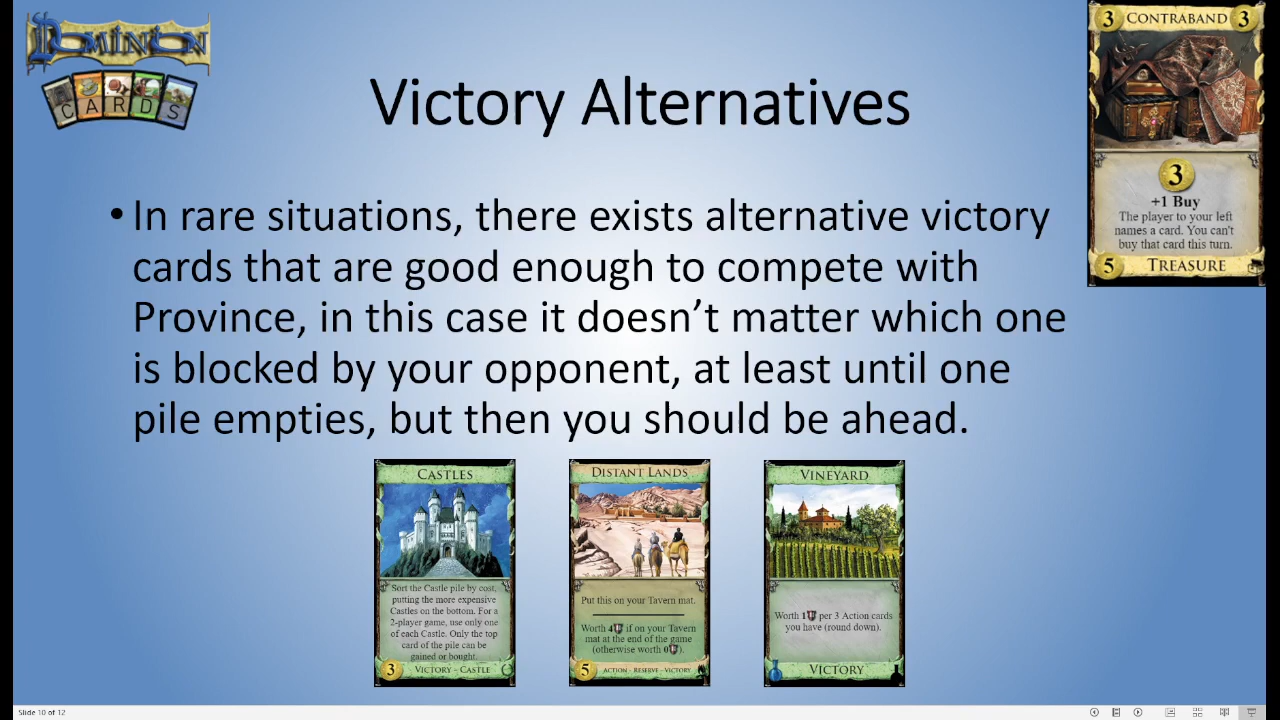 DOMINION
CARDS
Victory Alternatives
3 CONTRABAND 3
3
+1 Buy
The player to your left
names a card. You can't
buy that card this turn.
5 TREASURE
• In rare situations, there exists alternative victory
cards that are good enough to compete with
Province, in this case it doesn’t matter which one
is blocked by your opponent, at least until one
pile empties, but then you should be ahead.
CASTLES
Sort the Castle pile by cost,
putting the more expensive
Castles on the bottom. For a
2-player game, use only one
of each Castle. Only the top
card of the pile can be
gained or bought.
3 VICTORY - CASTLE
DISTANT LANDS
Put this on your Tavern mat.
Worth 4 if on your Tavern
mat at the end of the game
(otherwise worth 0).
5 ACTION - RESERVE - VICTORY
VINEYARD
Worth 1 per 3 Action cards
you have (round down).
VICTORY
Slide 10 of 12